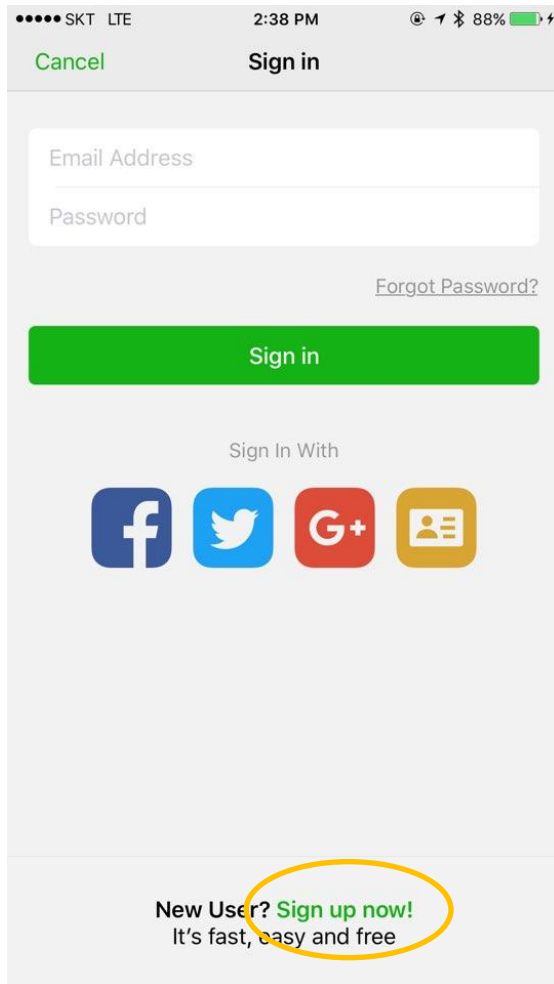 SKT LTE 2:38 PM 88%
Cancel Sign in
Email Address
Password
Forgot Password?
Sign in
Sign In With
f G+
New User? Sign up now!
It's fast, easy and free